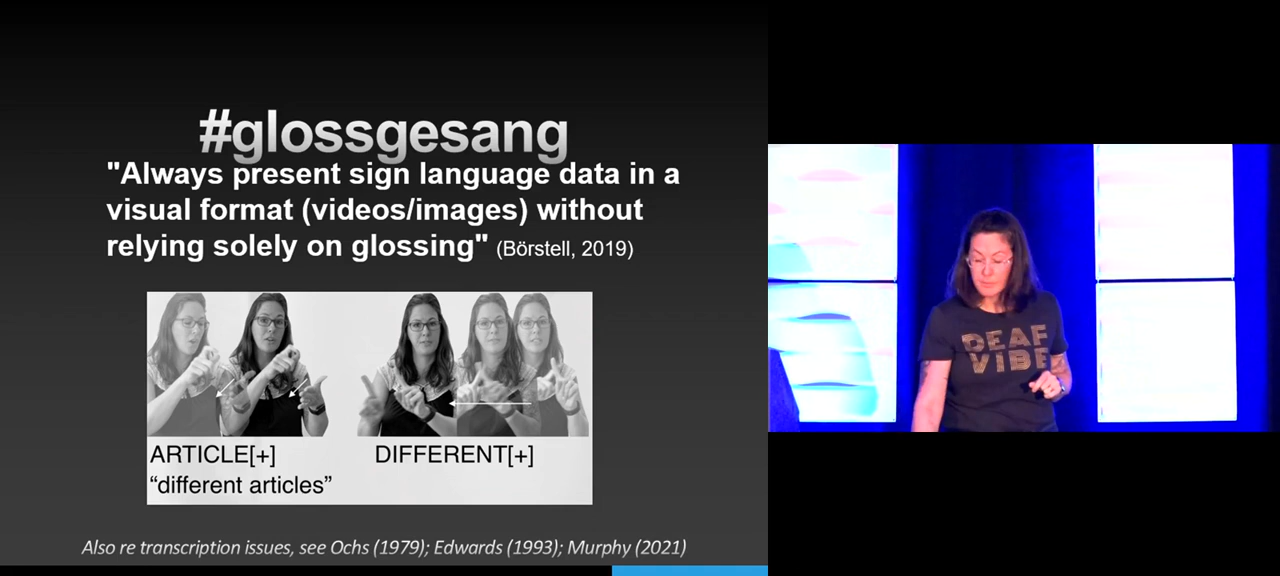 #glossgesang
"Always present sign language data in a
visual format (videos/images) without
relying solely on glossing" (Börstell, 2019)
ARTICLE[+]
DIFFERENT[+]
“different articles”
Also re transcription issues, see Ochs (1979); Edwards (1993); Murphy (2021)
DEAF
VIBE